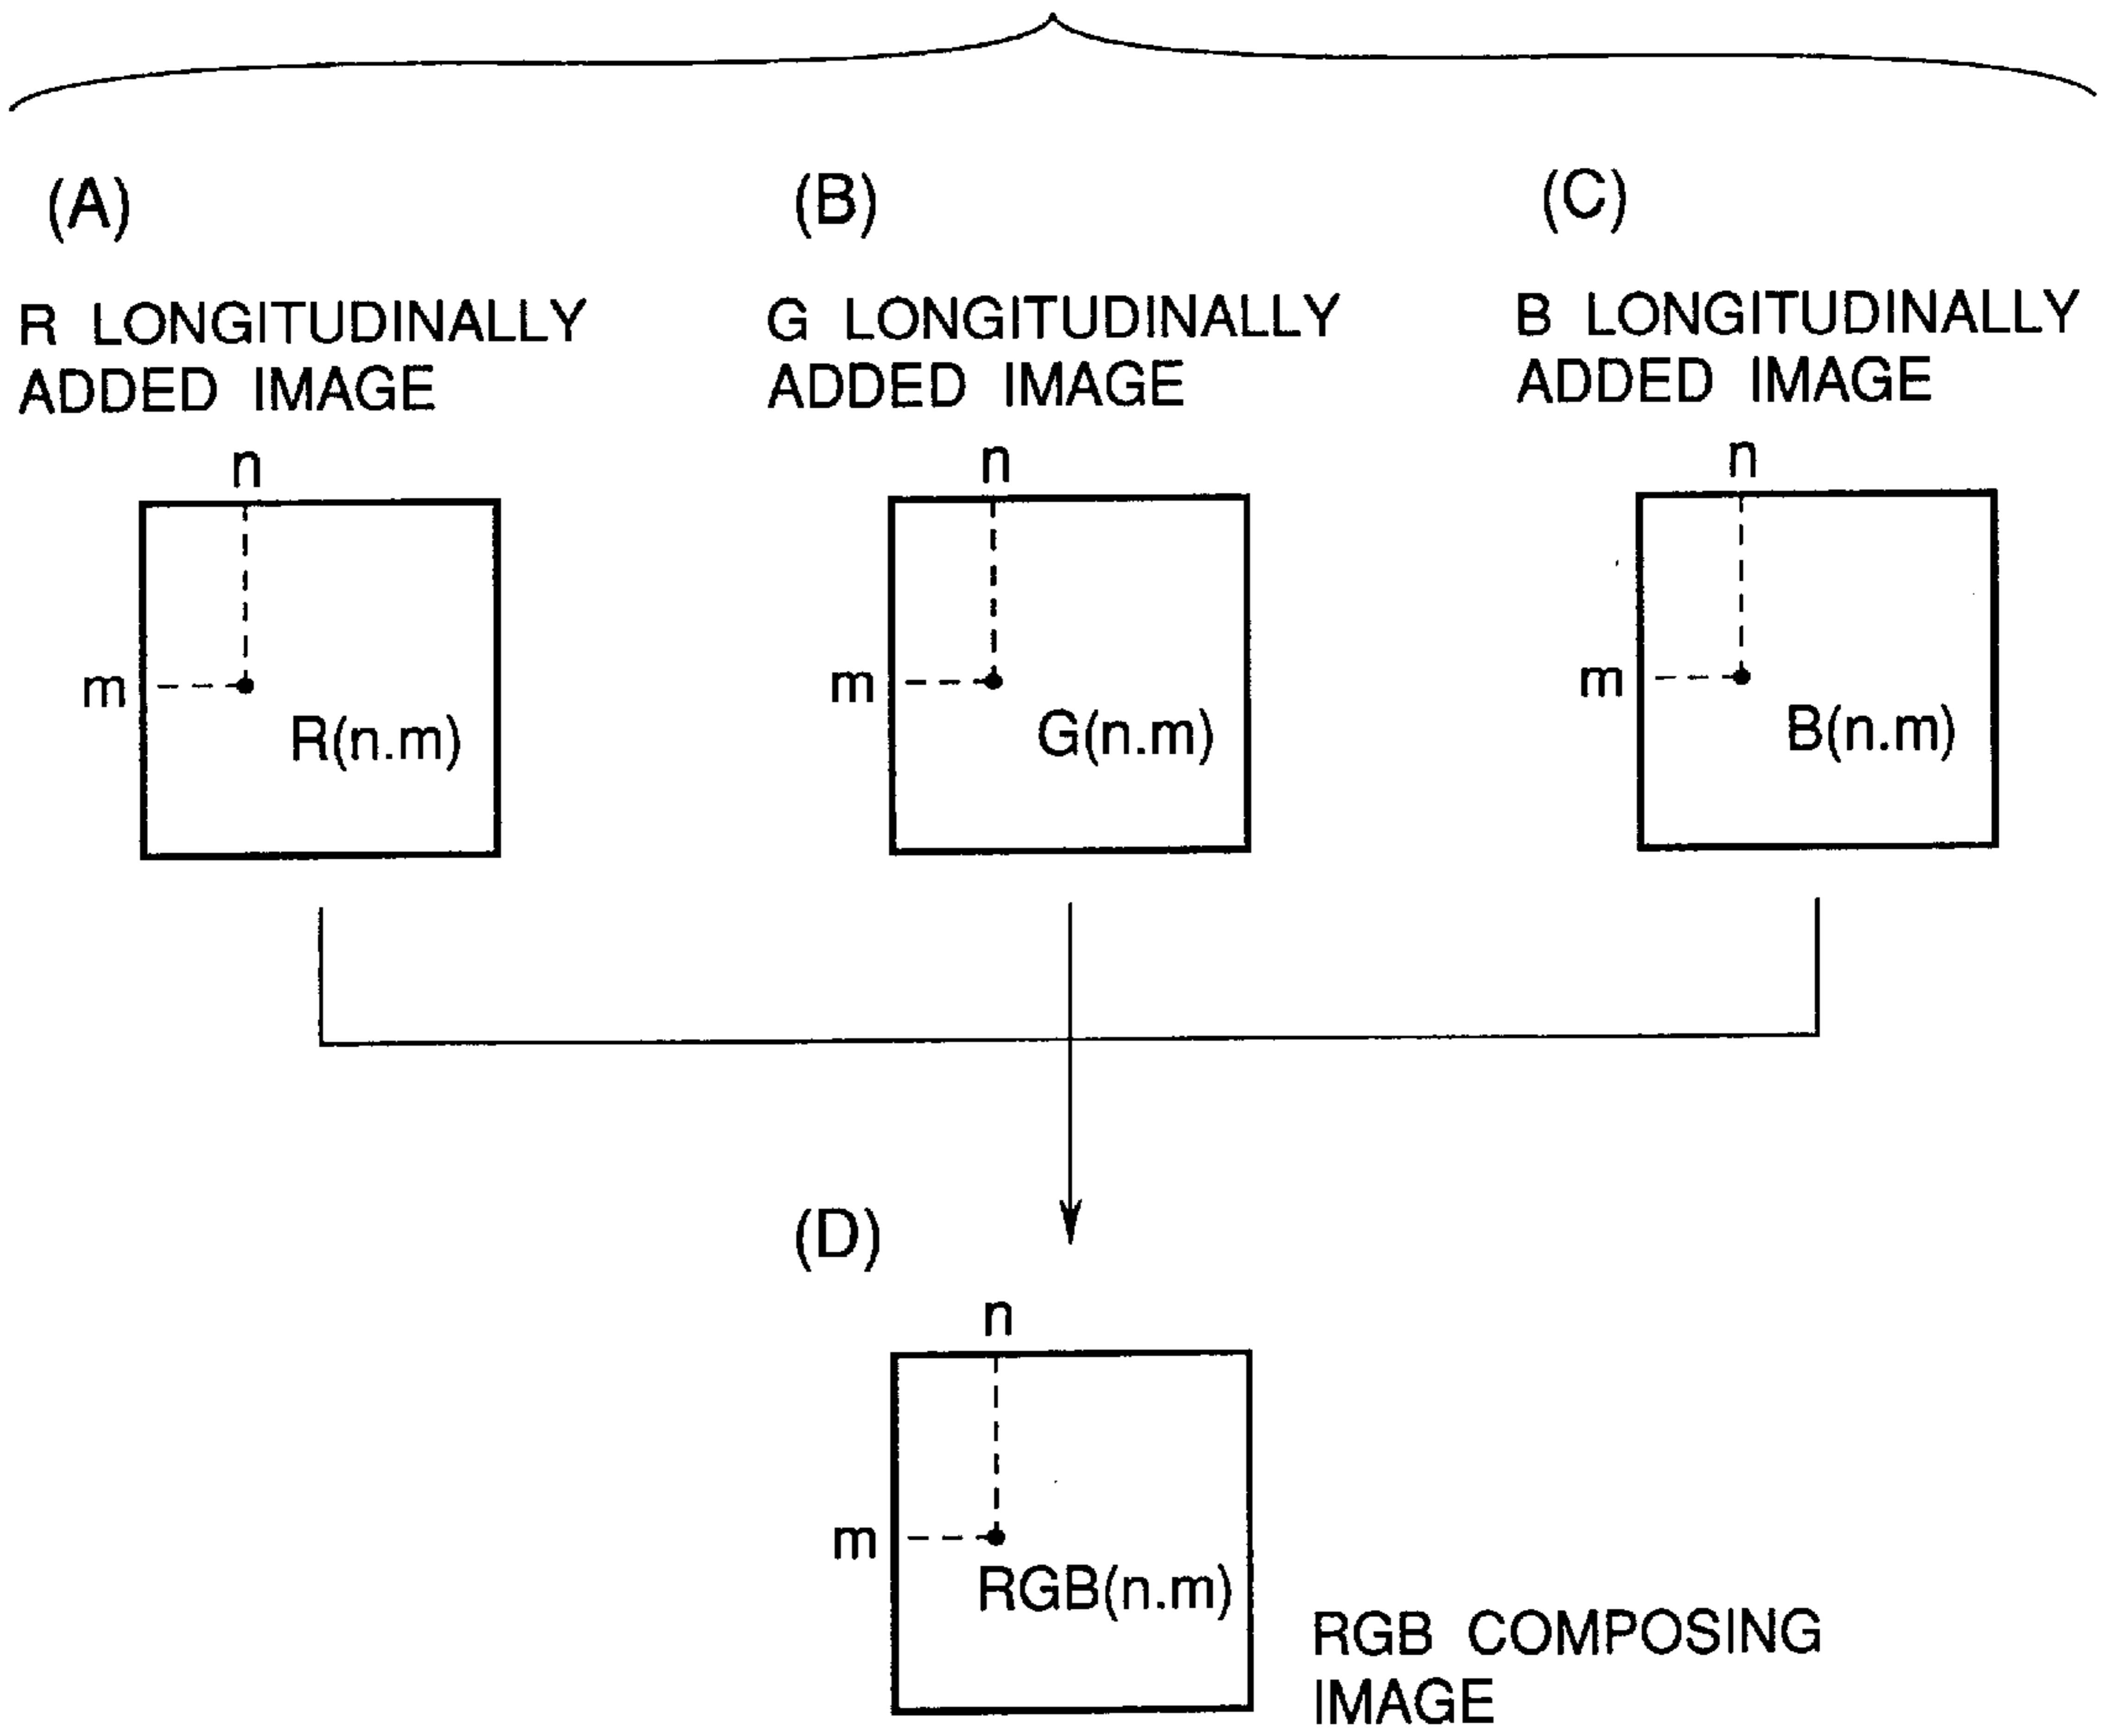 (A)
R LONGITUDINALLY
ADDED IMAGE
n
m
R(n.m)
(B)
G LONGITUDINALLY
ADDED IMAGE
n
m
G(n.m)
(C)
B LONGITUDINALLY
ADDED IMAGE
n
m
B(n.m)
(D)
n
m
RGB(n.m)
RGB COMPOSING
IMAGE